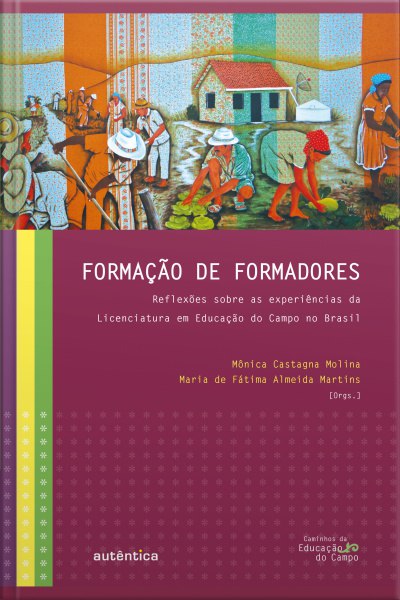 FORMAÇÃO DE FORMADORES
Reflexões sobre as experiências da
Licenciatura em Educação do Campo no Brasil
Mônica Castagna Molina
Maria de Fátima Almeida Martins
[Orgs.]
autêntica
Caminhos da
Educação
do Campo